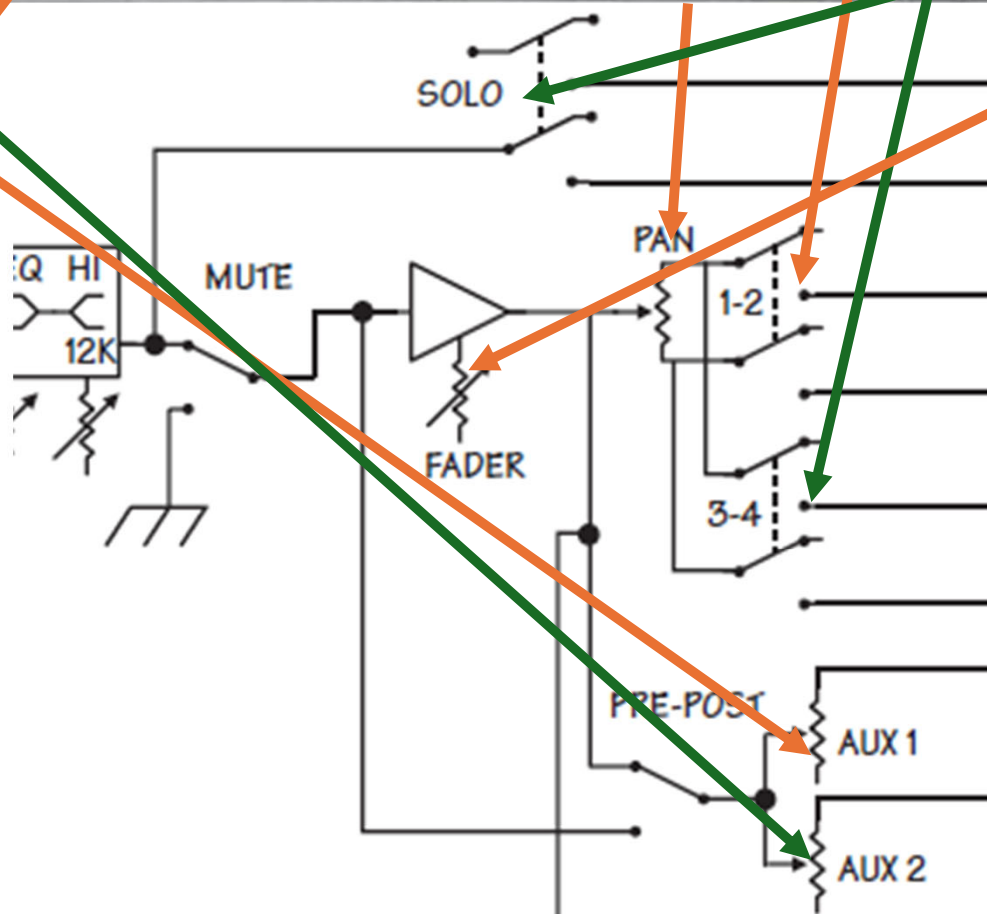 SOLO
PAN
EQ HI
MUTE
1-2
12K
FADER
3-4
PRE-POST
AUX 1
AUX 2